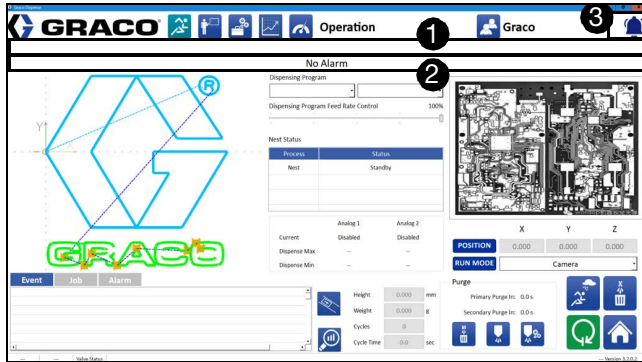 Graco Dispense
GRACO Operation 1 Graco 3
No Alarm
2
Dispensing Program
Dispensing Program Feed Rate Control 100%
Nest Status
Process Status
Nest Standby
Analog 1 Analog 2
Current Disabled Disabled
Dispense Max --- ---
Dispense Min --- ---
®
Y
X
GRACO
X Y Z
POSITION 0.000 0.000 0.000
RUN MODE Camera
Event Job Alarm
Height 0.000 mm
Weight 0.000 g
Cycles 0
Cycle Time 0.0 sec
Purge
Primary Purge In: 0.0 s
Secondary Purge In: 0.0 s
X
--- --- Valve Status
--- Version 3.2.0.2